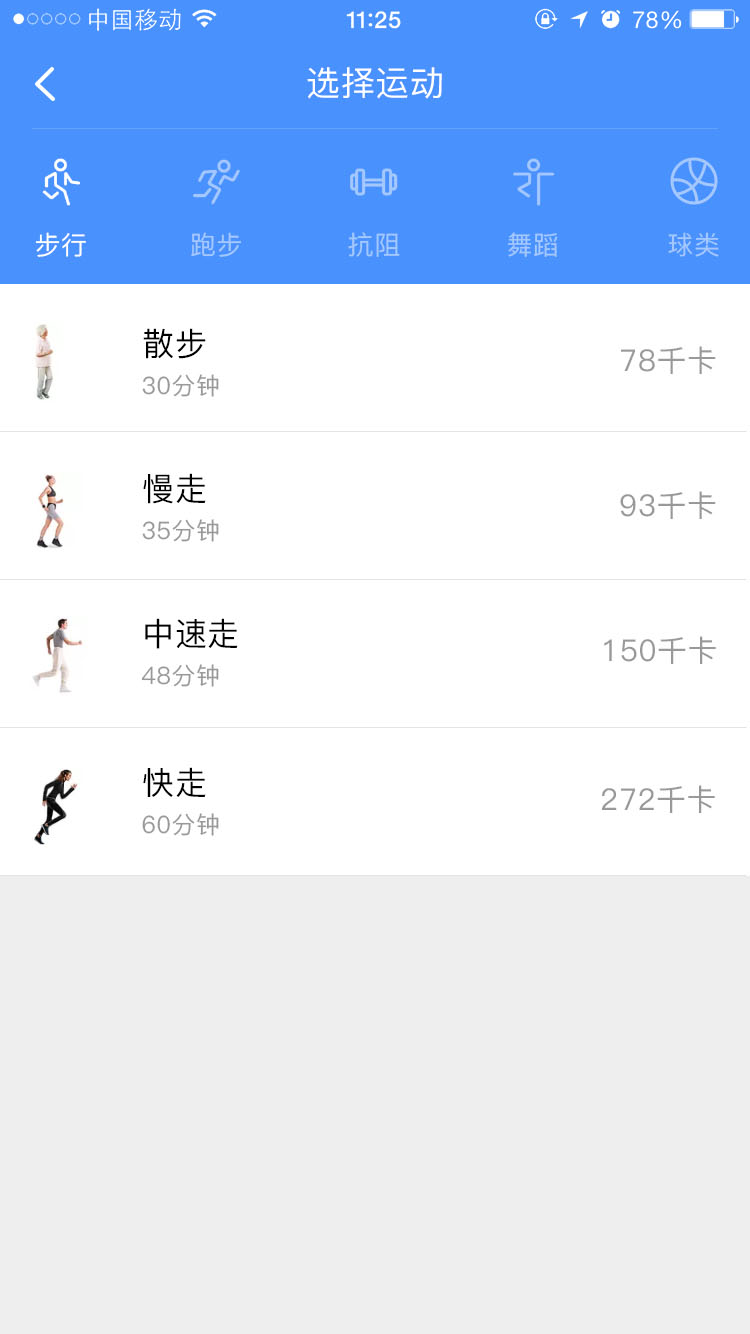 中国移动 11:25 78%
选择运动
步行 跑步 抗阻 舞蹈 球类
散步
30分钟
78千卡
慢走
35分钟
93千卡
中速走
48分钟
150千卡
快走
60分钟
272千卡